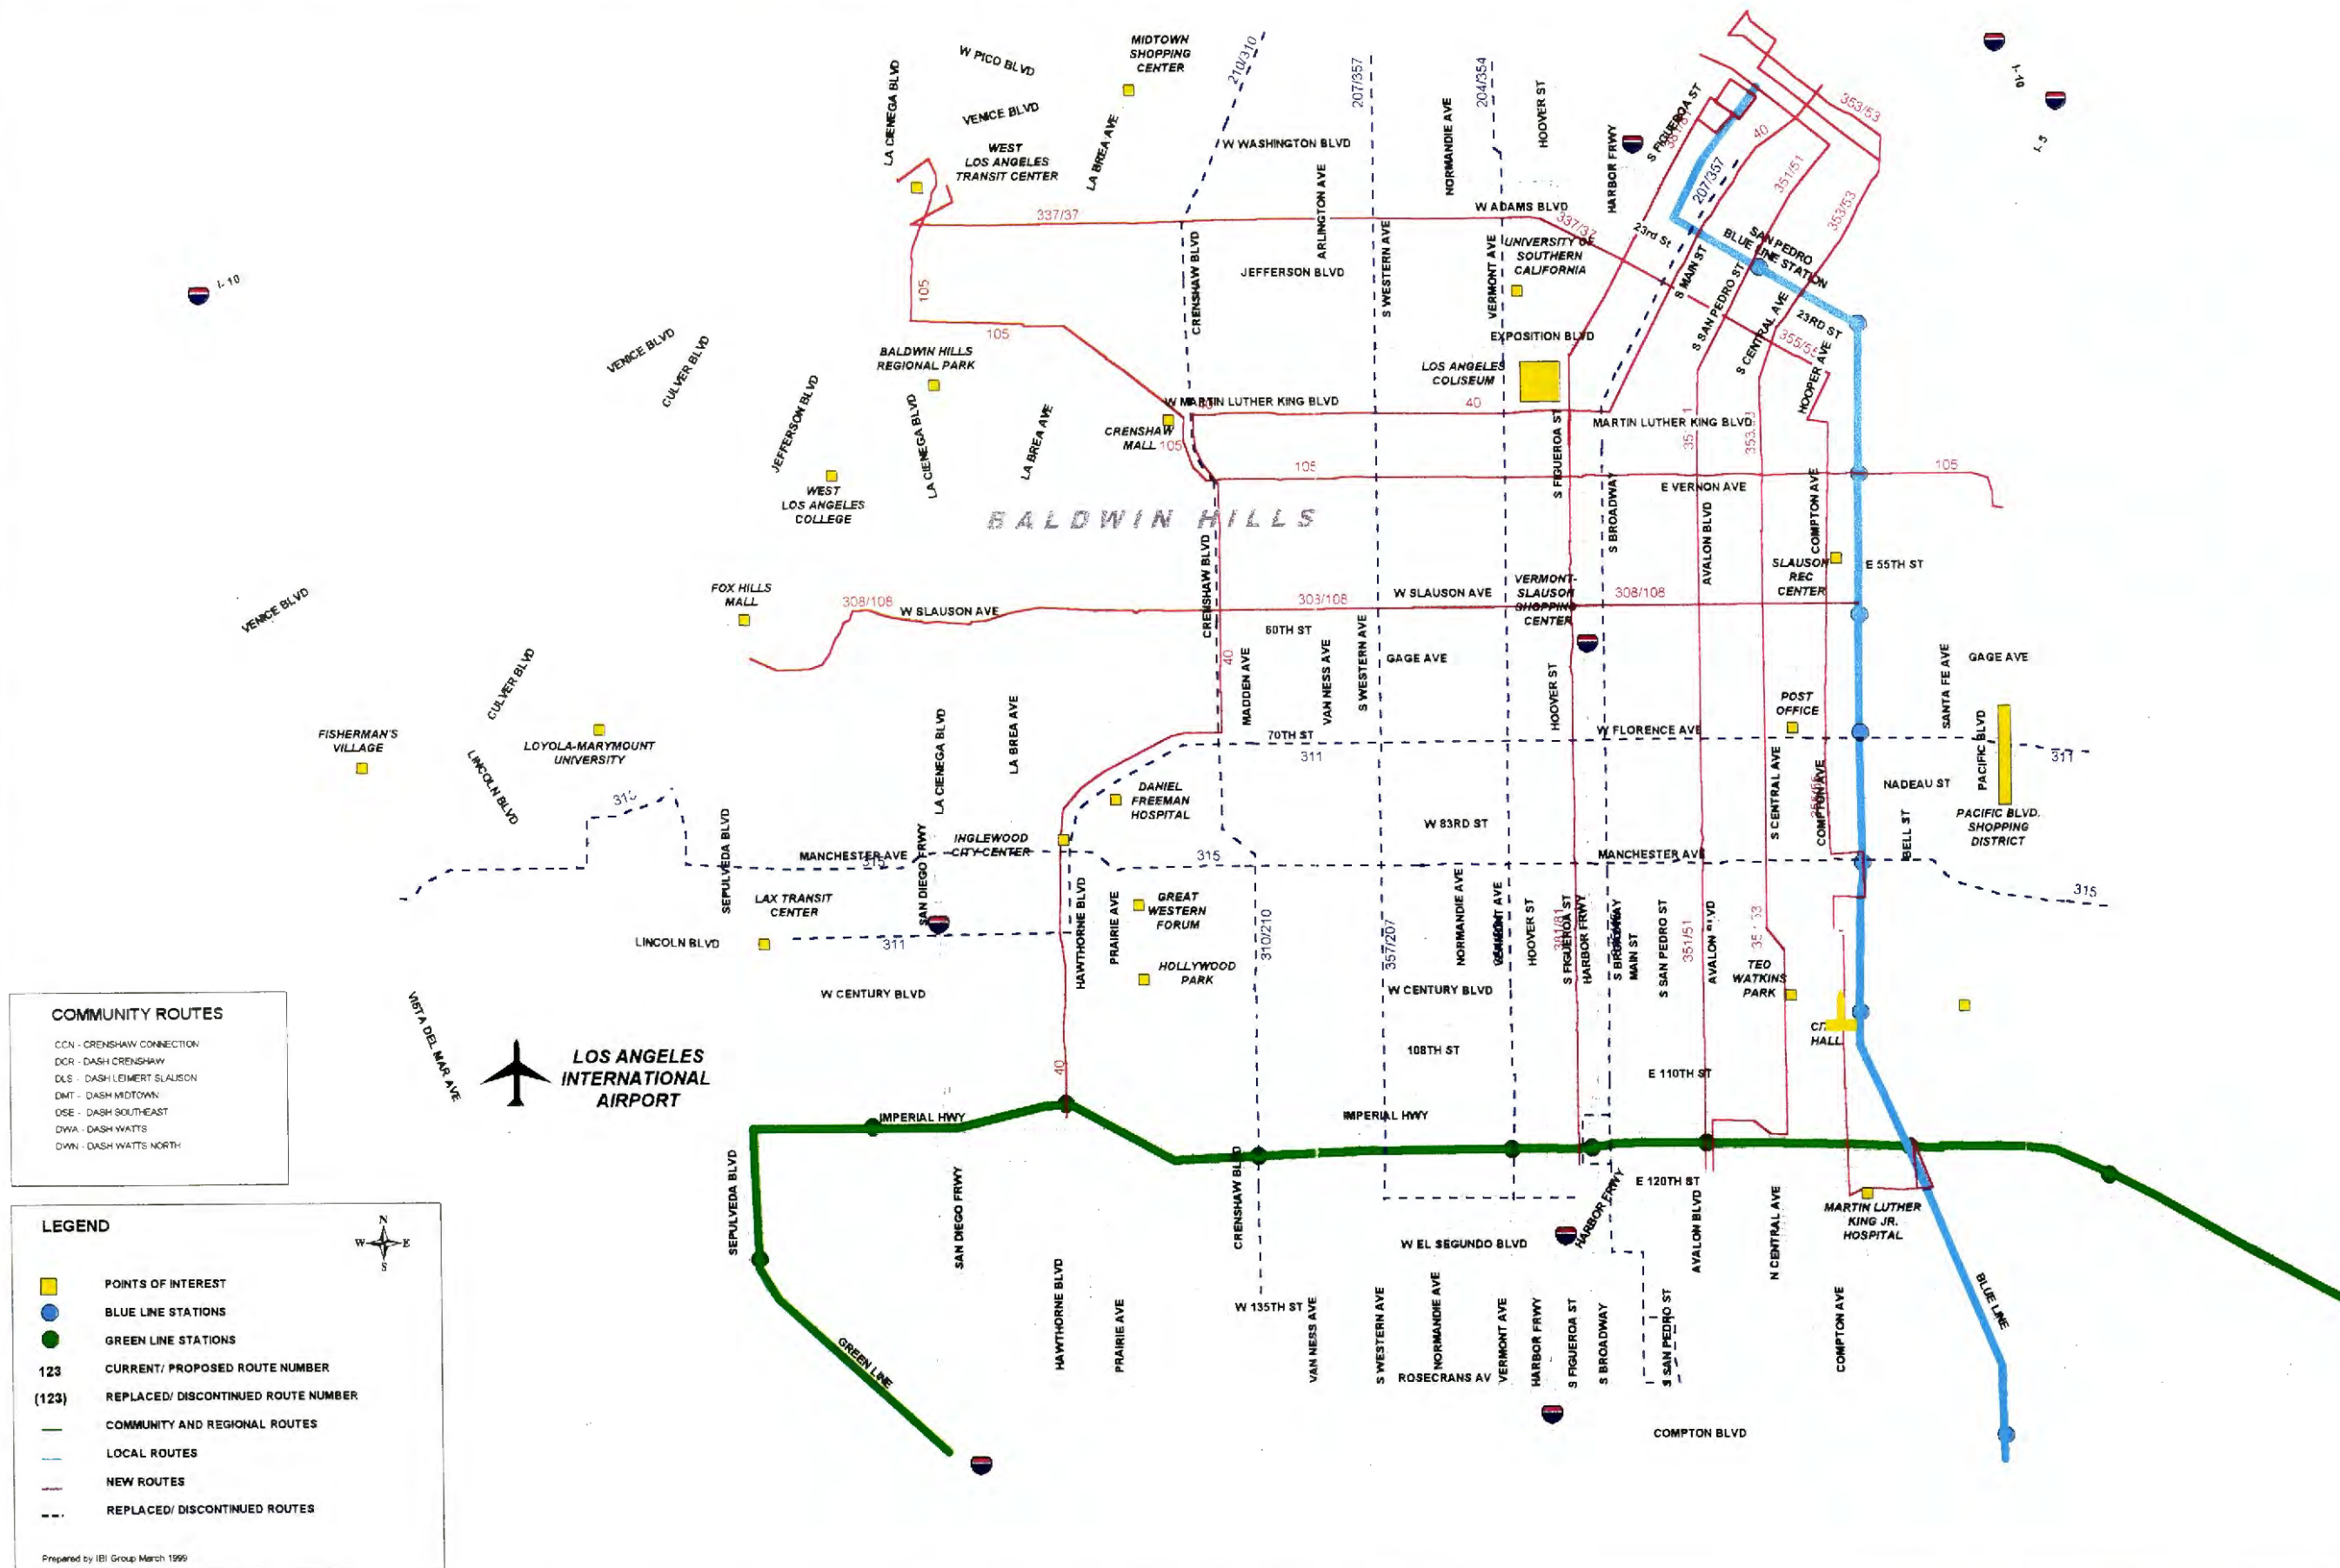 MIDTOWN
SHOPPING
CENTER
W PICO BLVD
LA CIENEGA BLVD
VENICE BLVD
LA BREA AVE
WEST
LOS ANGELES
TRANSIT CENTER
210/310
207/357
204/354
W WASHINGTON BLVD
ARLINGTON AVE
NORMANDIE AVE
HOOVER ST
HARBOR FRWY
S FIGUEROA ST
381/81
40
353/53
I-10
I-5
207/357
351/51
353/53
337/37
W ADAMS BLVD
337/37
23rd St
S MAIN ST
SAN PEDRO
BLUE LINE STATION
CRENSHAW BLVD
JEFFERSON BLVD
S WESTERN AVE
VERMONT AVE
UNIVERSITY OF
SOUTHERN
CALIFORNIA
S SAN PEDRO ST
S CENTRAL AVE
23RD ST
355/55
HOOPER AVE
I-10
105
105
VENICE BLVD
CULVER BLVD
BALDWIN HILLS
REGIONAL PARK
EXPOSITION BLVD
LOS ANGELES
COLISEUM
JEFFERSON BLVD
LA CIENEGA BLVD
LA BREA AVE
W MARTIN LUTHER KING BLVD
40
40
MARTIN LUTHER KING BLVD
CRENSHAW
MALL
105
105
105
S FIGUEROA ST
S BROADWAY
E VERNON AVE
COMPTON AVE
WEST
LOS ANGELES
COLLEGE
BALDWIN HILLS
CRENSHAW BLVD
AVALON BLVD
SLAUSON
REC
CENTER
E 55TH ST
VENICE BLVD
FOX HILLS
MALL
308/108
W SLAUSON AVE
308/108
W SLAUSON AVE
VERMONT-
SLAUSON
SHOPPING
CENTER
308/108
60TH ST
40
MADDEN AVE
VAN NESS AVE
S WESTERN AVE
GAGE AVE
HOOVER ST
SANTA FE AVE
GAGE AVE
CULVER BLVD
FISHERMAN'S
VILLAGE
LOYOLA-MARYMOUNT
UNIVERSITY
LINCOLN BLVD
LA CIENEGA BLVD
LA BREA AVE
70TH ST
311
W FLORENCE AVE
POST
OFFICE
PACIFIC BLVD
311
NADEAU ST
DANIEL
FREEMAN
HOSPITAL
S CENTRAL AVE
COMPTON AVE
PACIFIC BLVD.
SHOPPING
DISTRICT
SEPULVEDA BLVD
MANCHESTER AVE
315
SAN DIEGO FRWY
INGLEWOOD
CITY CENTER
W 83RD ST
315
MANCHESTER AVE
BELL ST
315
LAX TRANSIT
CENTER
LINCOLN BLVD
311
HAWTHORNE BLVD
PRAIRIE AVE
GREAT
WESTERN
FORUM
310/210
357/207
NORMANDIE AVE
HOOVER ST
381/81
S FIGUEROA ST
HARBOR FRWY
S BROADWAY
MAIN ST
S SAN PEDRO ST
351/51
AVALON BLVD
HOLLYWOOD
PARK
TED
WATKINS
PARK
W CENTURY BLVD
W CENTURY BLVD
CITY
HALL
VISTA DEL MAR AVE
LOS ANGELES
INTERNATIONAL
AIRPORT
40
108TH ST
E 110TH ST
IMPERIAL HWY
IMPERIAL HWY
SEPULVEDA BLVD
SAN DIEGO FRWY
CRENSHAW BLVD
HARBOR FRWY
E 120TH ST
AVALON BLVD
N CENTRAL AVE
MARTIN LUTHER
KING JR.
HOSPITAL
W EL SEGUNDO BLVD
HAWTHORNE BLVD
PRAIRIE AVE
W 135TH ST
VAN NESS AVE
S WESTERN AVE
NORMANDIE AVE
VERMONT AVE
HARBOR FRWY
S FIGUEROA ST
S BROADWAY
S SAN PEDRO ST
COMPTON AVE
BLUE LINE
GREEN LINE
ROSECRANS AV
COMPTON BLVD
COMMUNITY ROUTES
CCN - CRENSHAW CONNECTION
DCR - DASH CRENSHAW
DLS - DASH LEIMERT SLAUSON
DMT - DASH MIDTOWN
DSE - DASH SOUTHEAST
DWA - DASH WATTS
DWN - DASH WATTS NORTH
LEGEND
N
W E
S
POINTS OF INTEREST
BLUE LINE STATIONS
GREEN LINE STATIONS
123 CURRENT/ PROPOSED ROUTE NUMBER
(123) REPLACED/ DISCONTINUED ROUTE NUMBER
COMMUNITY AND REGIONAL ROUTES
LOCAL ROUTES
NEW ROUTES
REPLACED/ DISCONTINUED ROUTES
Prepared by IBI Group March 1999